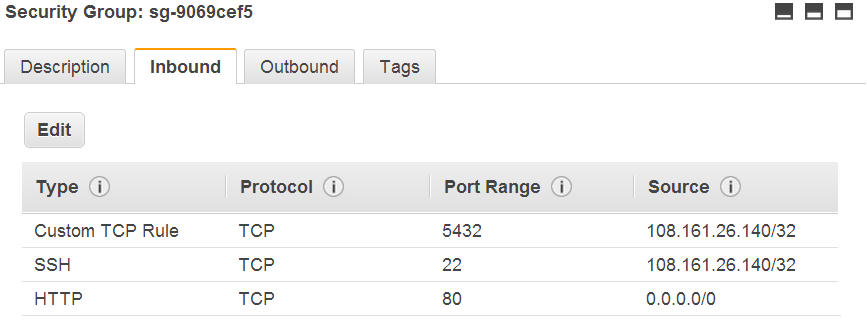 Security Group: sg-9069cef5
Description Inbound Outbound Tags
Edit
Type Protocol Port Range Source
Custom TCP Rule TCP 5432 108.161.26.140/32
SSH TCP 22 108.161.26.140/32
HTTP TCP 80 0.0.0.0/0